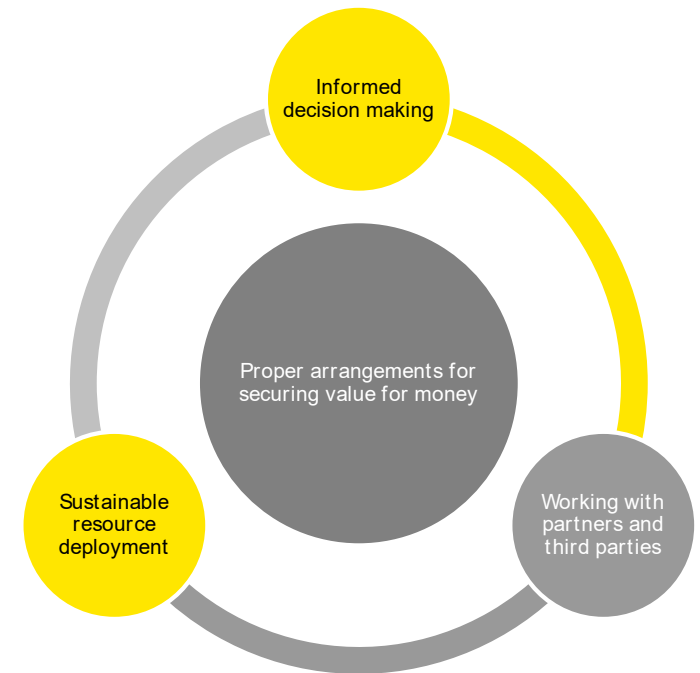 Informed
decision making
Proper arrangements for
securing value for money
Sustainable
resource
deployment
Working with
partners and
third parties